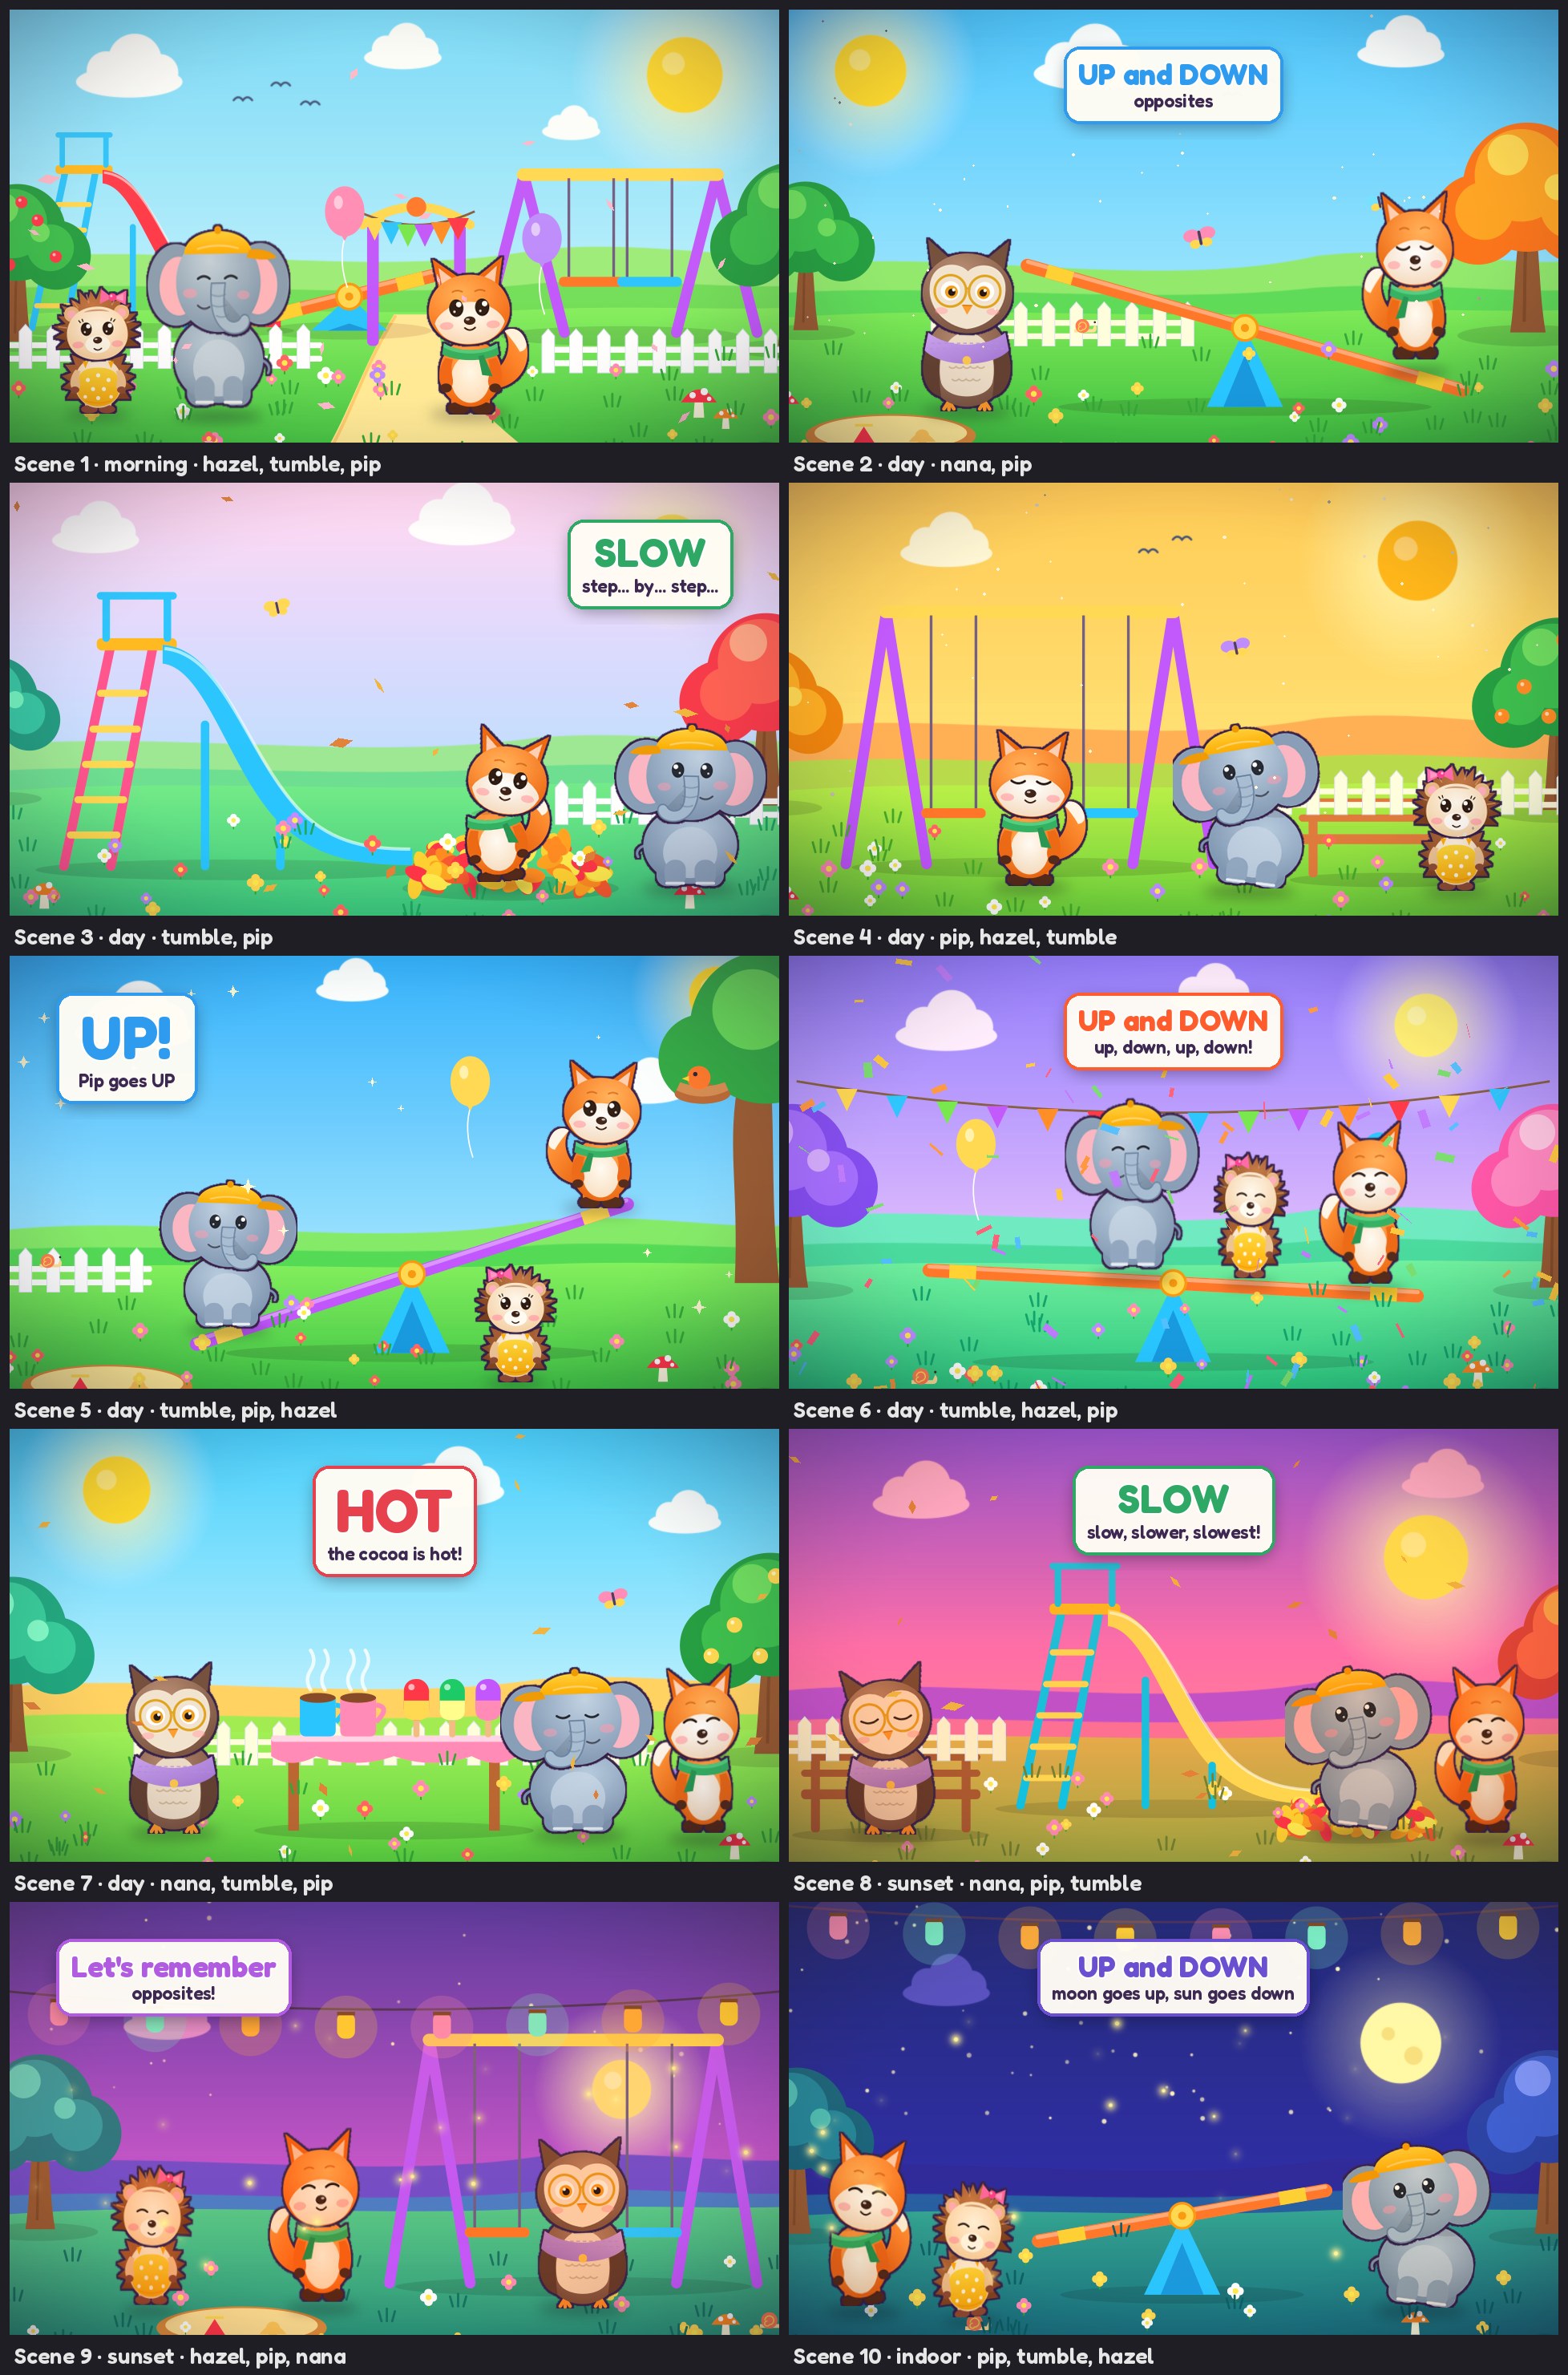 Scene 1 · morning · hazel, tumble, pip
UP and DOWN
opposites
Scene 2 · day · nana, pip
SLOW
step... by... step...
Scene 3 · day · tumble, pip
Scene 4 · day · pip, hazel, tumble
UP!
Pip goes UP
Scene 5 · day · tumble, pip, hazel
UP and DOWN
up, down, up, down!
Scene 6 · day · tumble, hazel, pip
HOT
the cocoa is hot!
Scene 7 · day · nana, tumble, pip
SLOW
slow, slower, slowest!
Scene 8 · sunset · nana, pip, tumble
Let's remember
opposites!
Scene 9 · sunset · hazel, pip, nana
UP and DOWN
moon goes up, sun goes down
Scene 10 · indoor · pip, tumble, hazel